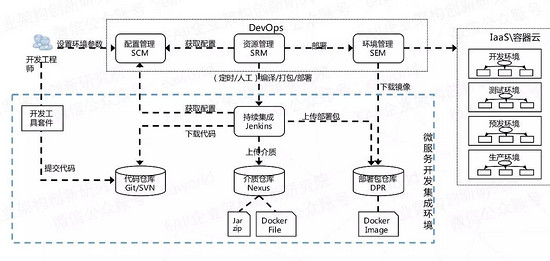 DevOps
IaaS\容器云
开发工程师
设置环境参数
配置管理
SCM
获取配置
资源管理
SRM
部署
环境管理
SEM
开发环境
测试环境
预发环境
生产环境
（定时/人工）编译/打包/部署
下载镜像
开发工
具套件
获取配置
下载代码
持续集成
Jenkins
上传部署包
提交代码
上传介质
代码仓库
Git/SVN
介质仓库
Nexus
部署包仓库
DPR
微服务开发集成环境
Jar
zip
Docker
File
Docker
Image